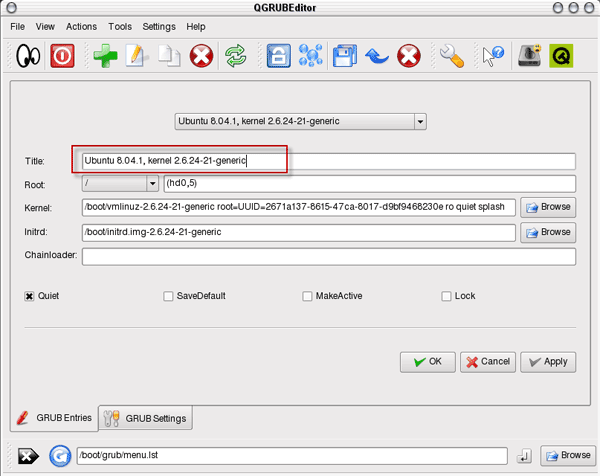 QGRUBEditor
File View Actions Tools Settings Help
Ubuntu 8.04.1, kernel 2.6.24-21-generic
Title: Ubuntu 8.04.1, kernel 2.6.24-21-generic
Root: / (hd0,5)
Kernel: /boot/vmlinuz-2.6.24-21-generic root=UUID=2671a137-8615-47ca-8017-d9bf9468230e ro quiet splash Browse
Initrd: /boot/initrd.img-2.6.24-21-generic Browse
Chainloader:
Quiet SaveDefault MakeActive Lock
OK Cancel Apply
GRUB Entries GRUB Settings
/boot/grub/menu.lst Browse